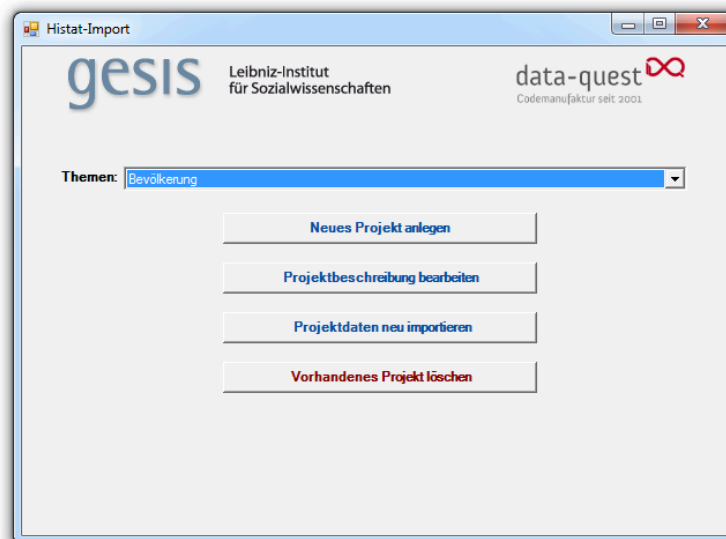 Histat-Import
gesis
Leibniz-Institut
für Sozialwissenschaften
data-quest
Codemanufaktur seit 2001
Themen: Bevölkerung
Neues Projekt anlegen
Projektbeschreibung bearbeiten
Projektdaten neu importieren
Vorhandenes Projekt löschen